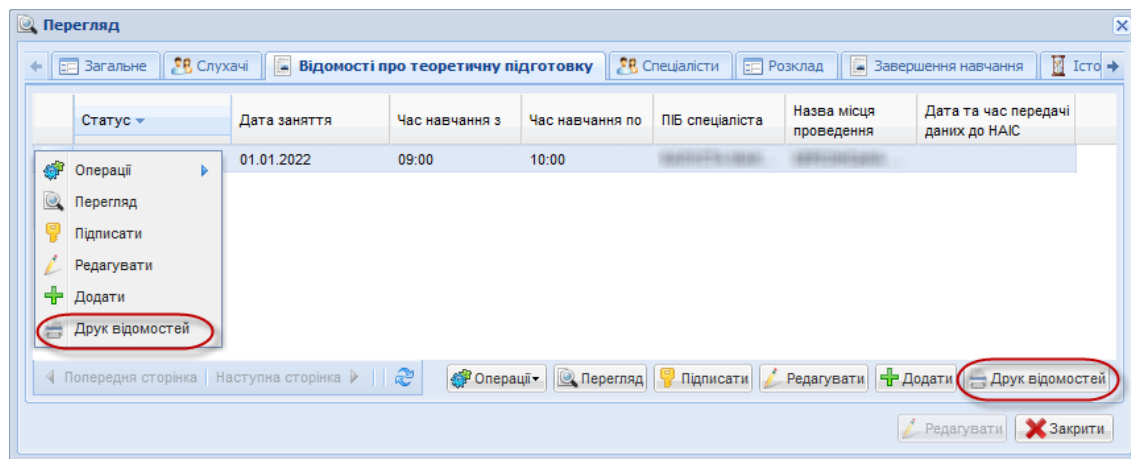 Перегляд
Загальне Слухачі Відомості про теоретичну підготовку Спеціалісти Розклад Завершення навчання Істо
Статус Дата заняття Час навчання з Час навчання по ПІБ спеціаліста Назва місця проведення Дата та час передачі даних до НАІС
01.01.2022 09:00 10:00
Операції
Перегляд
Підписати
Редагувати
Додати
Друк відомостей
Попередня сторінка Наступна сторінка Операції Перегляд Підписати Редагувати Додати Друк відомостей
Редагувати Закрити